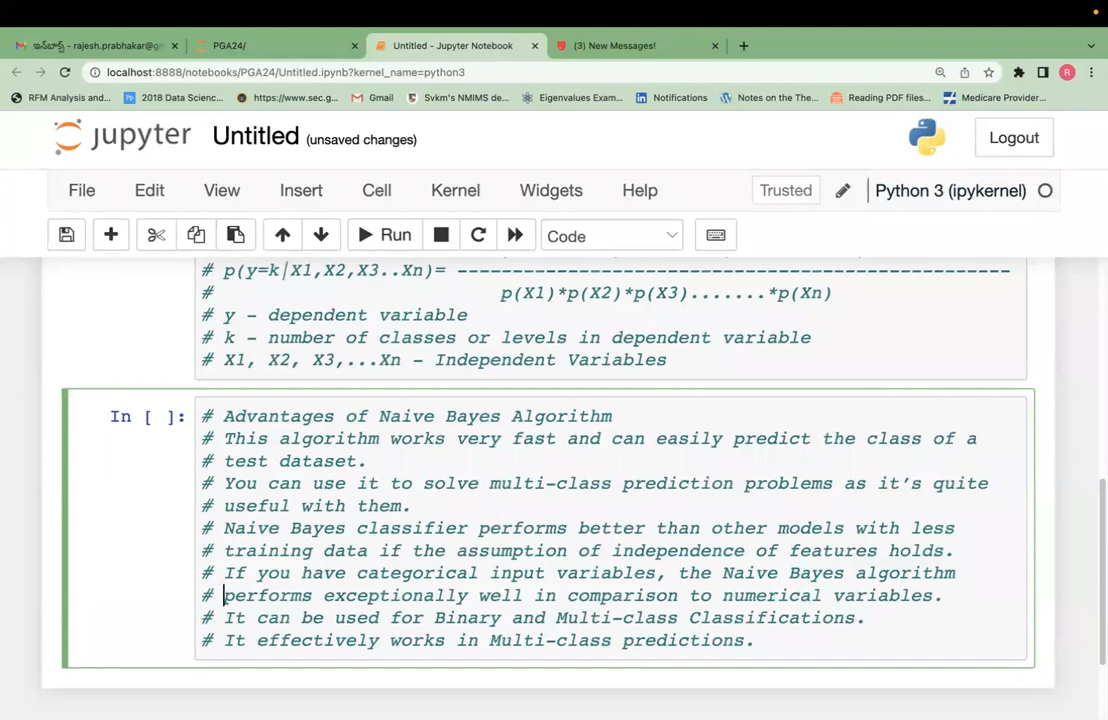 ఇన్‌బాక్స్ - rajesh.prabhakar@g
PGA24/
Untitled - Jupyter Notebook
(3) New Messages!
localhost:8888/notebooks/PGA24/Untitled.ipynb?kernel_name=python3
R
RFM Analysis and...
2018 Data Scienc...
https://www.sec.g...
Gmail
Svkm's NMIMS de...
Eigenvalues Exam...
Notifications
Notes on the The...
Reading PDF files...
Medicare Provider...
jupyter Untitled (unsaved changes)
Logout
File Edit View Insert Cell Kernel Widgets Help
Trusted
Python 3 (ipykernel)
Run
Code
# p(y=k|X1,X2,X3..Xn)= --------------------------------------------------
# p(X1)*p(X2)*p(X3).......*p(Xn)
# y - dependent variable
# k - number of classes or levels in dependent variable
# X1, X2, X3,...Xn - Independent Variables
In [ ]:
# Advantages of Naive Bayes Algorithm
# This algorithm works very fast and can easily predict the class of a
# test dataset.
# You can use it to solve multi-class prediction problems as it’s quite
# useful with them.
# Naive Bayes classifier performs better than other models with less
# training data if the assumption of independence of features holds.
# If you have categorical input variables, the Naive Bayes algorithm
# performs exceptionally well in comparison to numerical variables.
# It can be used for Binary and Multi-class Classifications.
# It effectively works in Multi-class predictions.